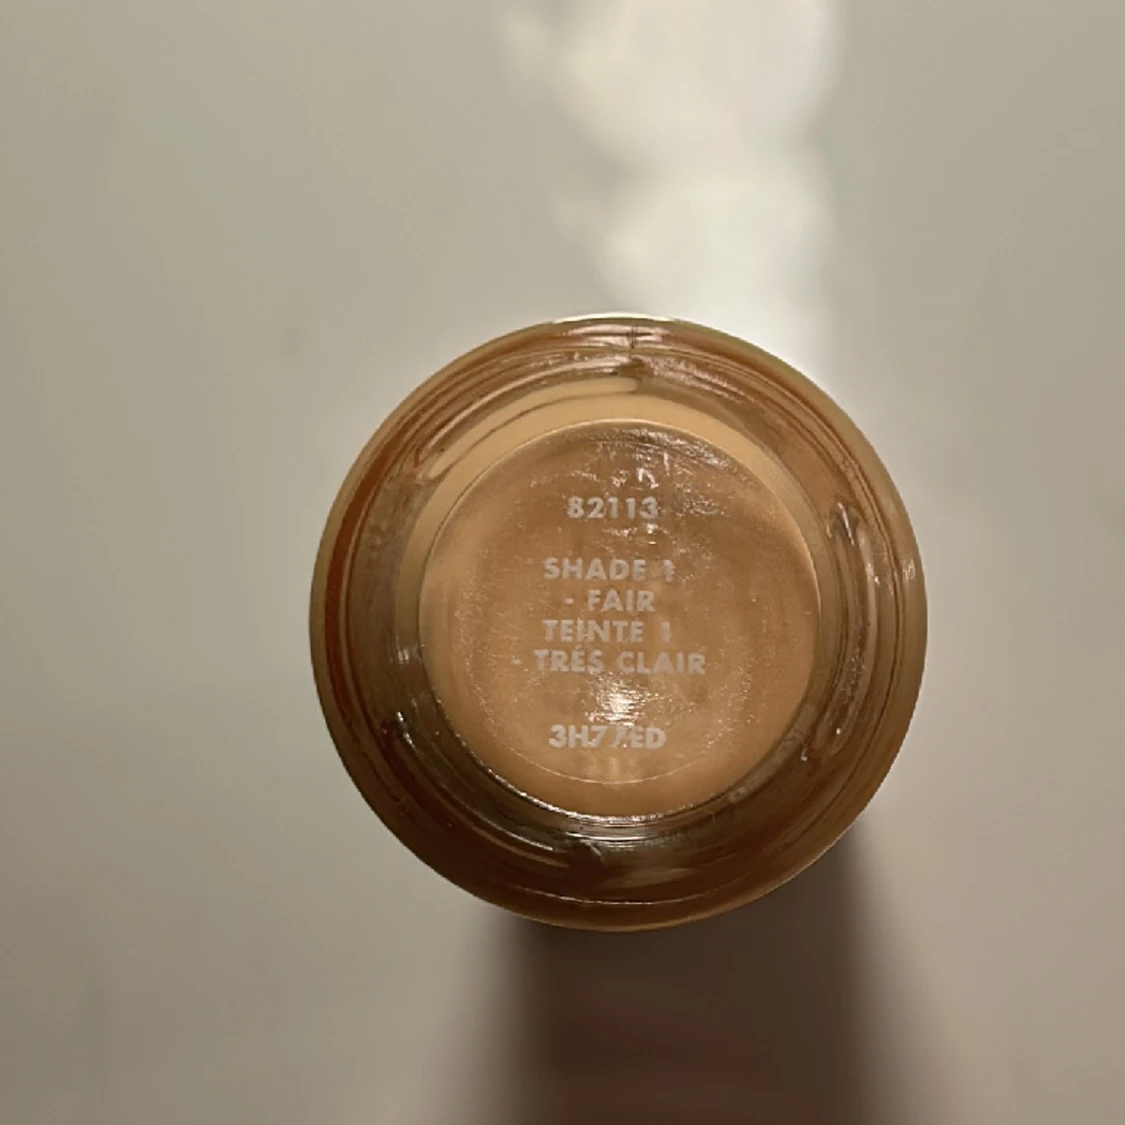 82113
SHADE 1
- FAIR
TEINTE 1
- TRÉS CLAIR
3H77ED